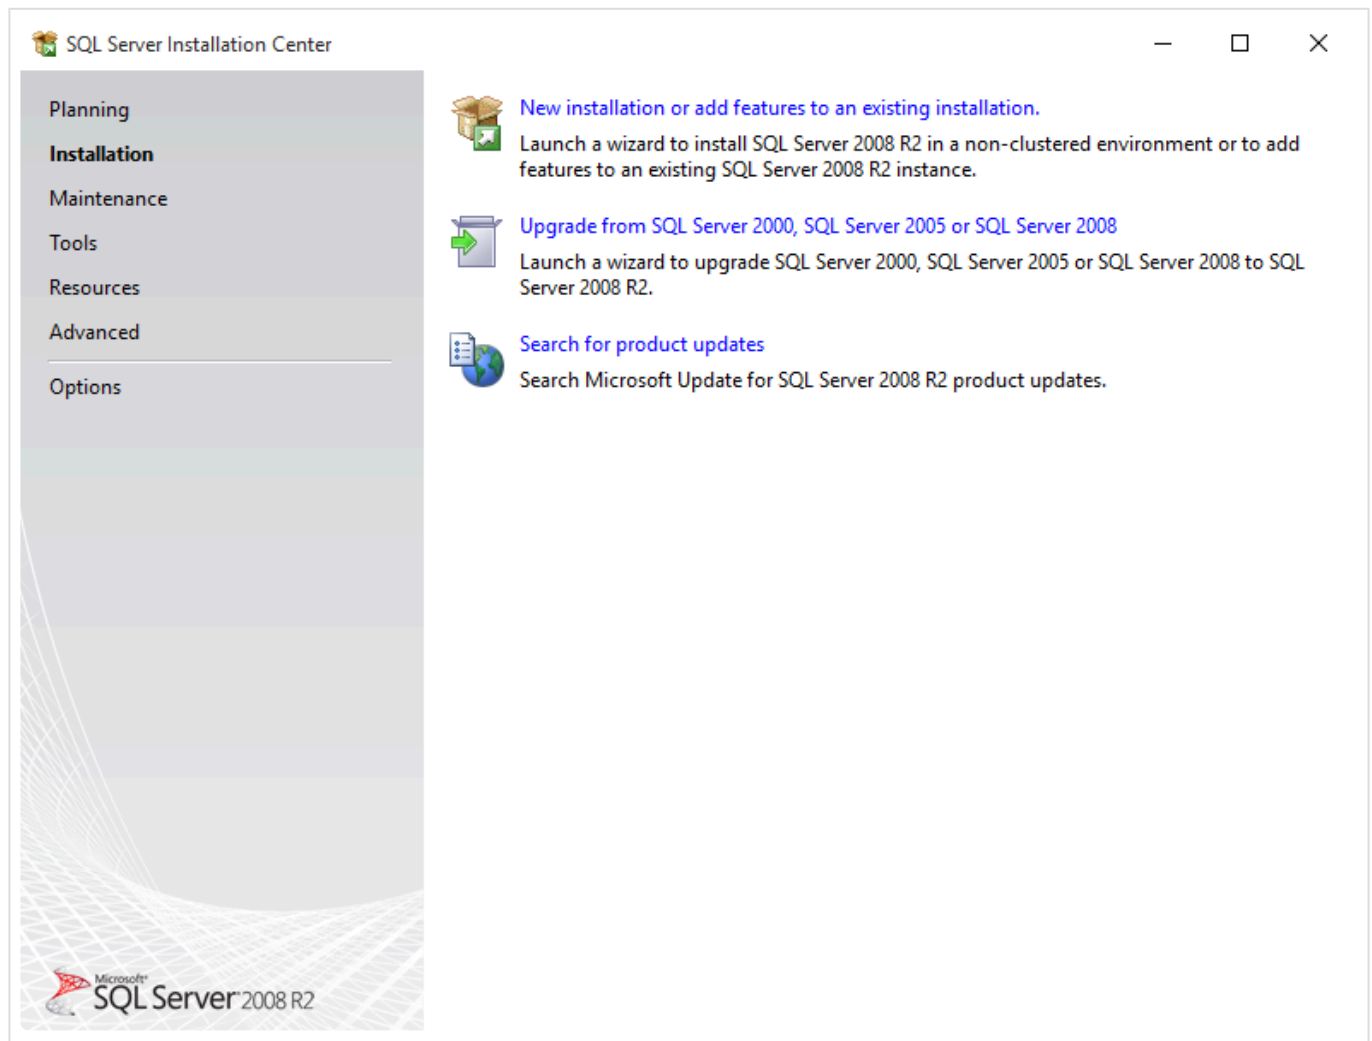 SQL Server Installation Center
Planning
Installation
Maintenance
Tools
Resources
Advanced
Options
New installation or add features to an existing installation.
Launch a wizard to install SQL Server 2008 R2 in a non-clustered environment or to add
features to an existing SQL Server 2008 R2 instance.
Upgrade from SQL Server 2000, SQL Server 2005 or SQL Server 2008
Launch a wizard to upgrade SQL Server 2000, SQL Server 2005 or SQL Server 2008 to SQL
Server 2008 R2.
Search for product updates
Search Microsoft Update for SQL Server 2008 R2 product updates.
Microsoft®
SQL Server® 2008 R2